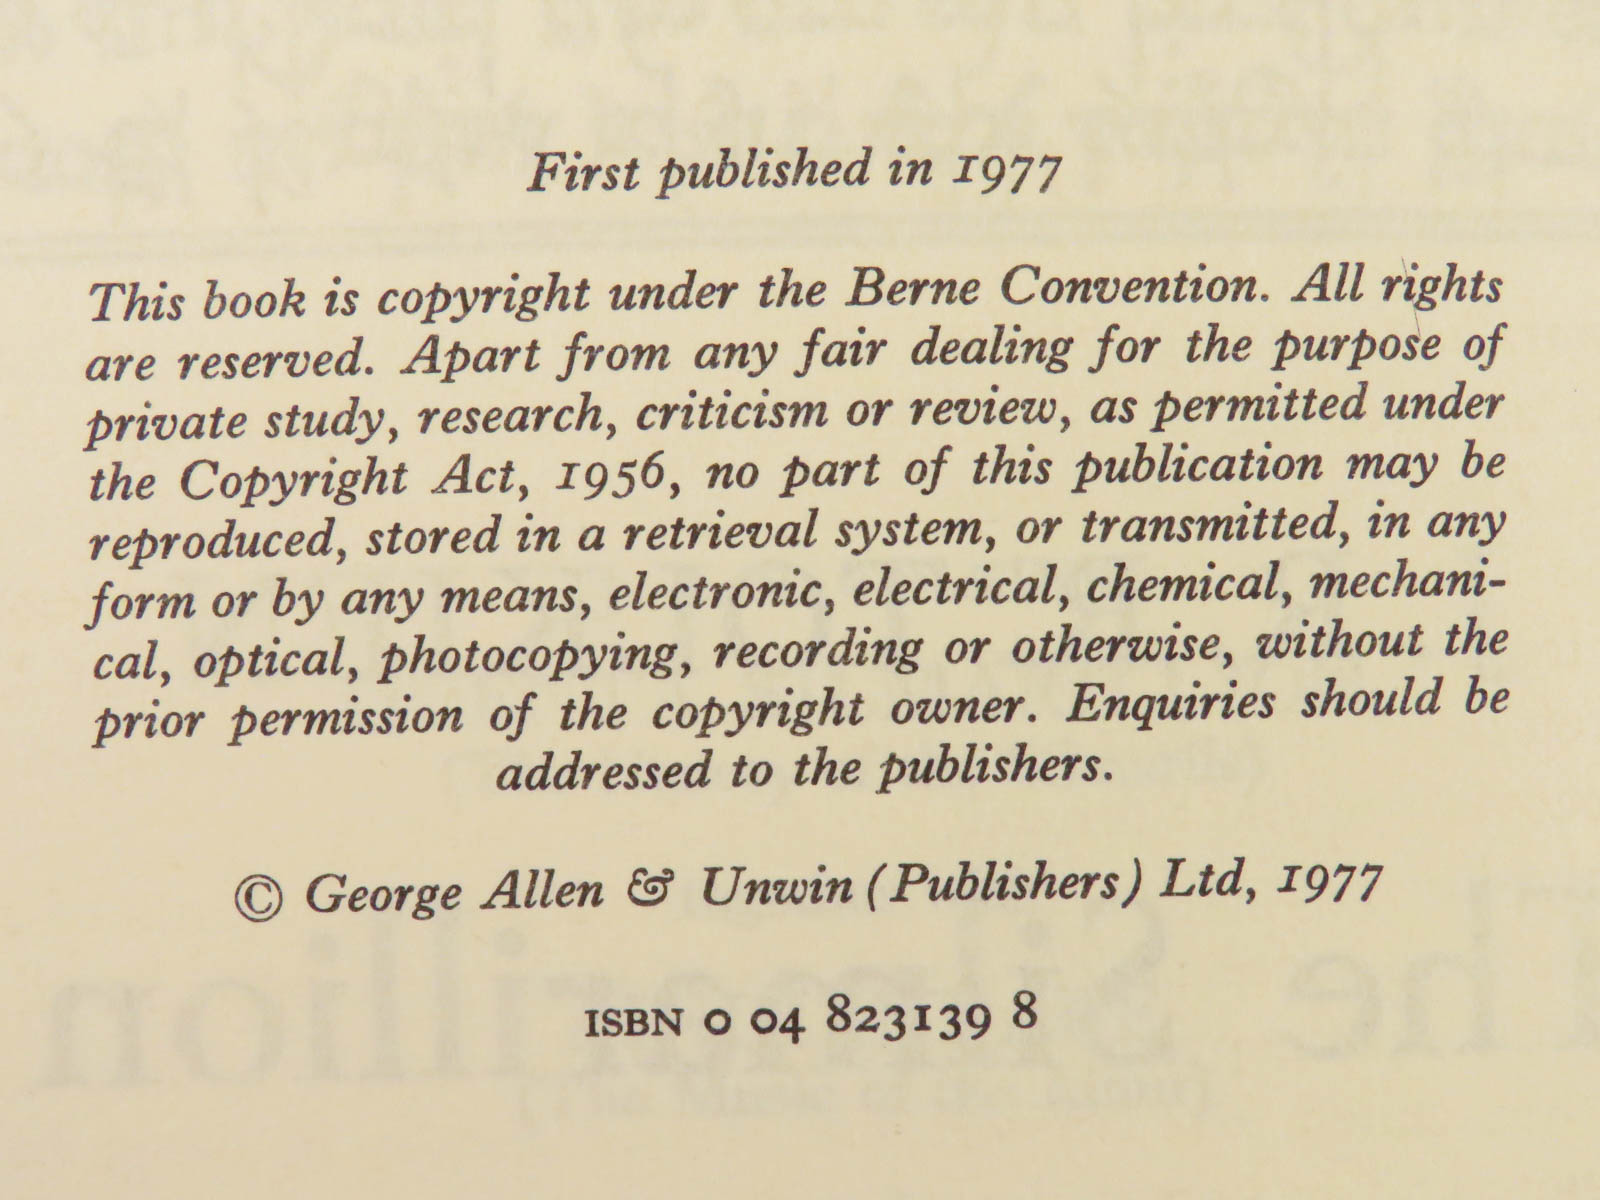 First published in 1977
This book is copyright under the Berne Convention. All rights
are reserved. Apart from any fair dealing for the purpose of
private study, research, criticism or review, as permitted under
the Copyright Act, 1956, no part of this publication may be
reproduced, stored in a retrieval system, or transmitted, in any
form or by any means, electronic, electrical, chemical, mechani-
cal, optical, photocopying, recording or otherwise, without the
prior permission of the copyright owner. Enquiries should be
addressed to the publishers.
© George Allen & Unwin (Publishers) Ltd, 1977
ISBN 0 04 823139 8